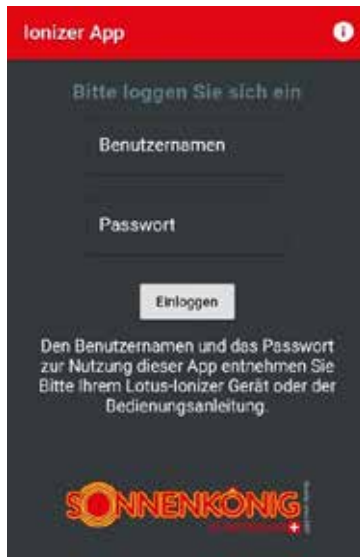 Ionizer App
Bitte loggen Sie sich ein
Benutzernamen
Passwort
Einloggen
Den Benutzernamen und das Passwort
zur Nutzung dieser App entnehmen Sie
Bitte Ihrem Lotus-Ionizer Gerät oder der
Bedienungsanleitung.
SONNENKÖNIG